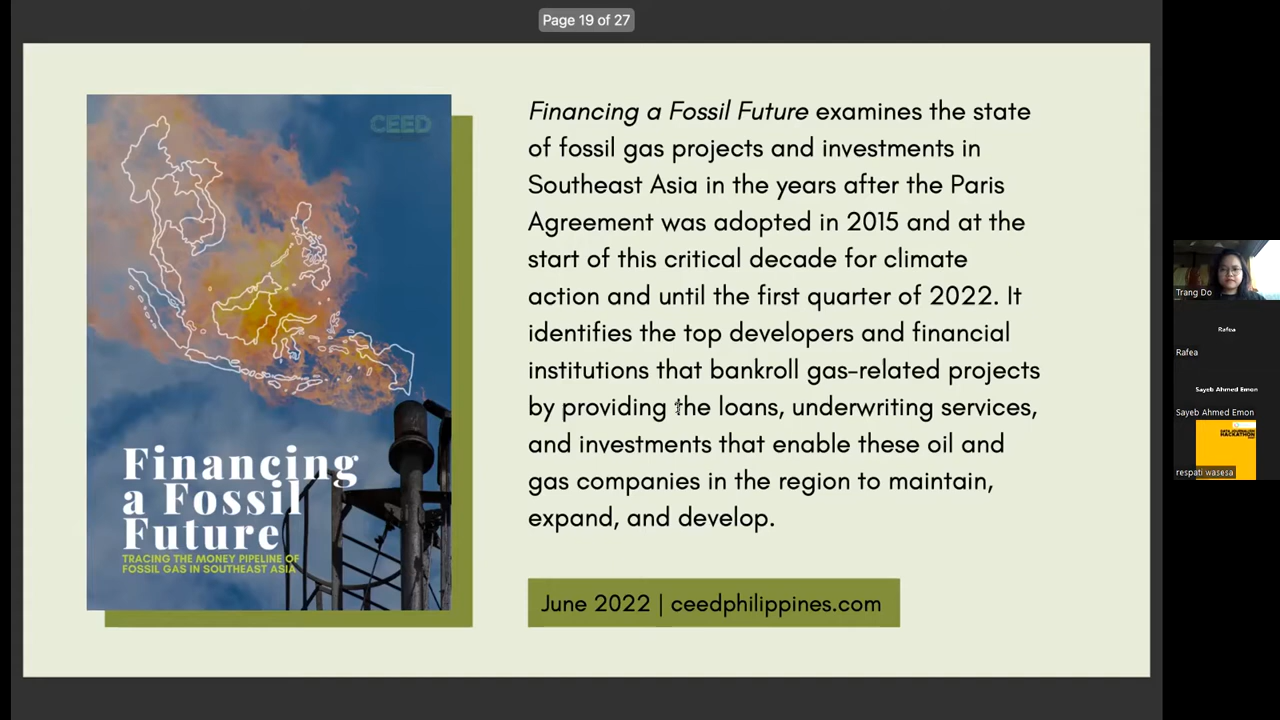 Page 19 of 27
CEED
Financing
a Fossil
Future
TRACING THE MONEY PIPELINE OF
FOSSIL GAS IN SOUTHEAST ASIA
Financing a Fossil Future examines the state
of fossil gas projects and investments in
Southeast Asia in the years after the Paris
Agreement was adopted in 2015 and at the
start of this critical decade for climate
action and until the first quarter of 2022. It
identifies the top developers and financial
institutions that bankroll gas-related projects
by providing the loans, underwriting services,
and investments that enable these oil and
gas companies in the region to maintain,
expand, and develop.
June 2022 | ceedphilippines.com
Trang Do
Rafea
Rafea
Sayeb Ahmed Emon
Sayeb Ahmed Emon
DATA JOURNALISM
HACKATHON
respati wasesa